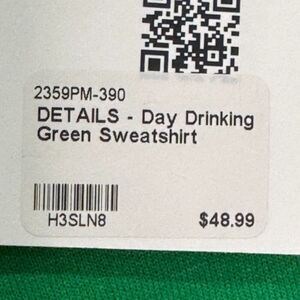 2359PM-390
DETAILS - Day Drinking
Green Sweatshirt
H3SLN8
$48.99